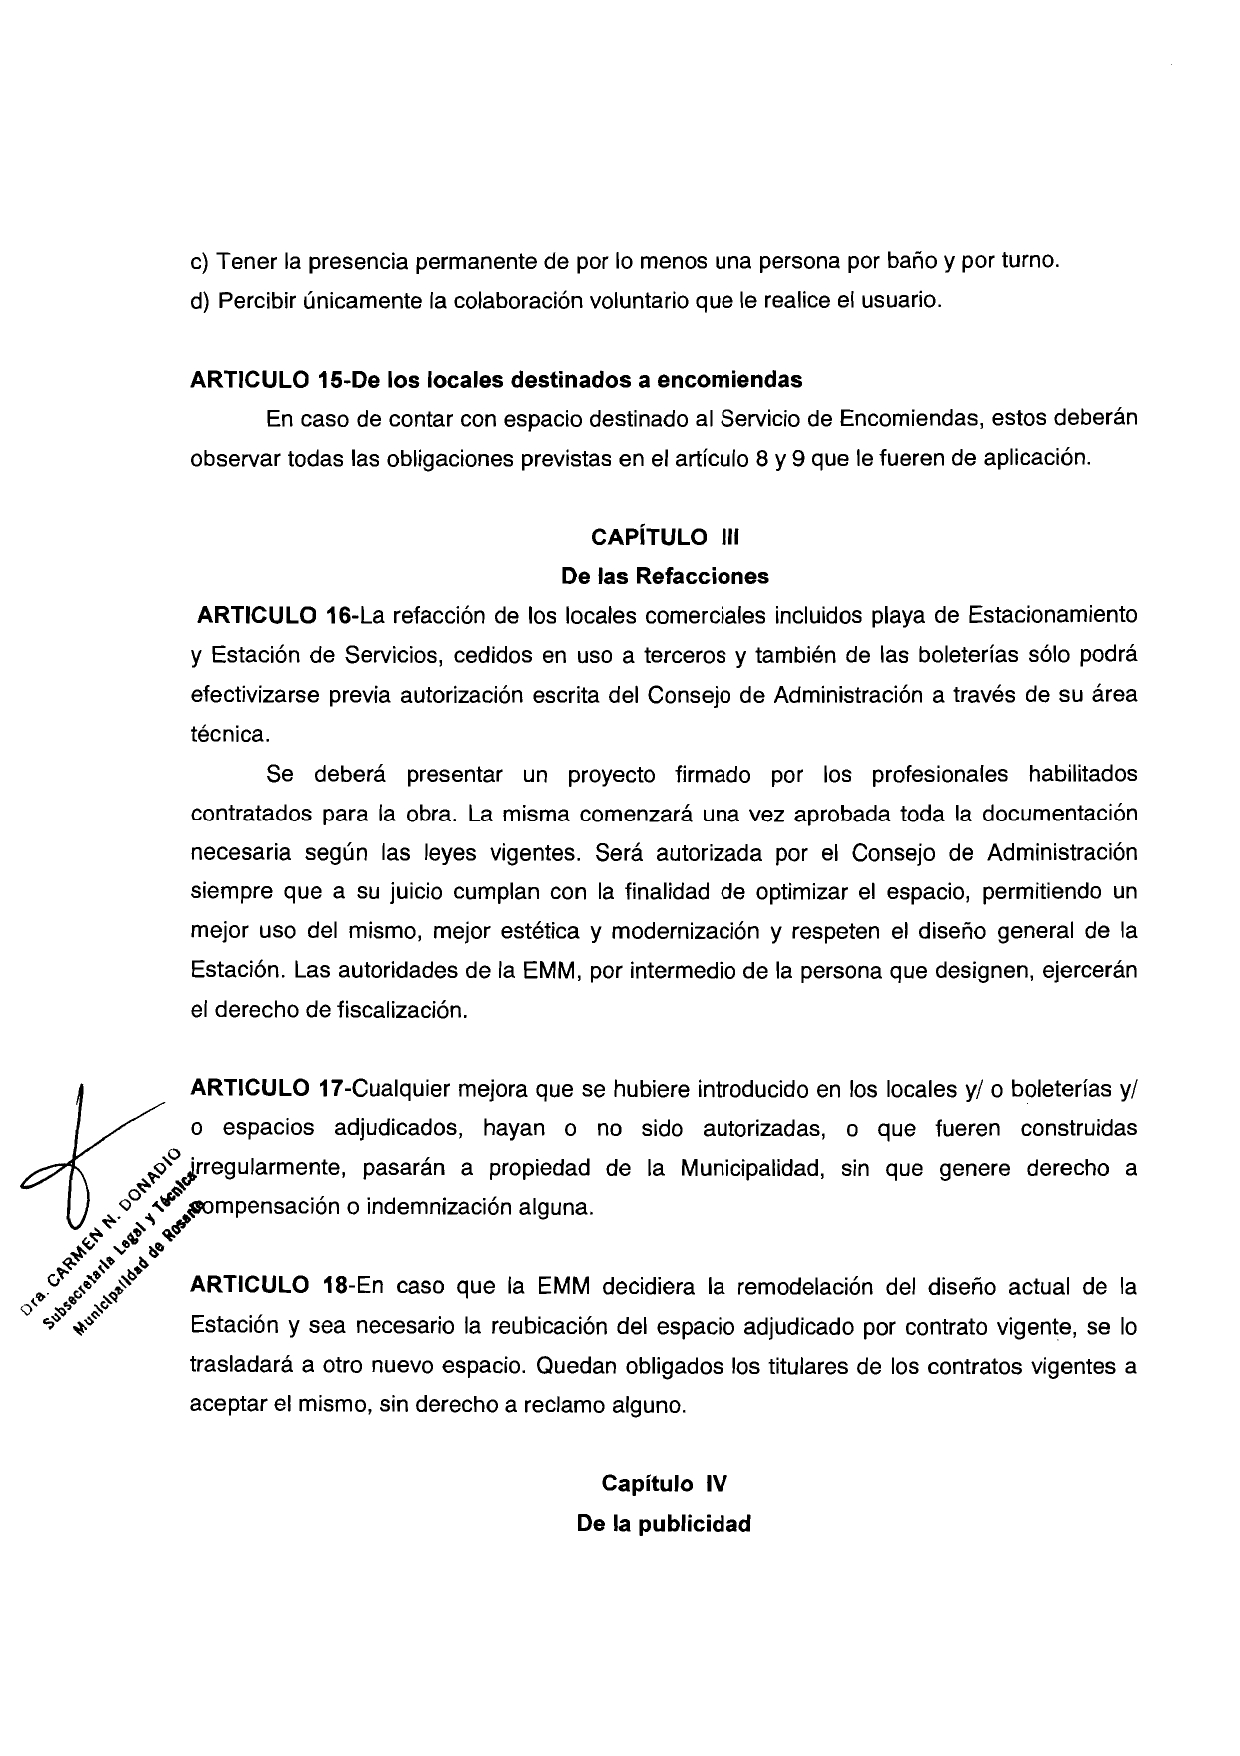 c) Tener la presencia permanente de por lo menos una persona por baño y por turno.
d) Percibir únicamente la colaboración voluntario que le realice el usuario.
ARTICULO 15-De los locales destinados a encomiendas
En caso de contar con espacio destinado al Servicio de Encomiendas, estos deberán
observar todas las obligaciones previstas en el artículo 8 y 9 que le fueren de aplicación.
CAPÍTULO III
De las Refacciones
ARTICULO 16-La refacción de los locales comerciales incluidos playa de Estacionamiento
y Estación de Servicios, cedidos en uso a terceros y también de las boleterías sólo podrá
efectivizarse previa autorización escrita del Consejo de Administración a través de su área
técnica.
Se deberá presentar un proyecto firmado por los profesionales habilitados
contratados para la obra. La misma comenzará una vez aprobada toda la documentación
necesaria según las leyes vigentes. Será autorizada por el Consejo de Administración
siempre que a su juicio cumplan con la finalidad de optimizar el espacio, permitiendo un
mejor uso del mismo, mejor estética y modernización y respeten el diseño general de la
Estación. Las autoridades de la EMM, por intermedio de la persona que designen, ejercerán
el derecho de fiscalización.
ARTICULO 17-Cualquier mejora que se hubiere introducido en los locales y/ o boleterías y/
o espacios adjudicados, hayan o no sido autorizadas, o que fueren construidas
irregularmente, pasarán a propiedad de la Municipalidad, sin que genere derecho a
compensación o indemnización alguna.
Dra. CARMEN N. DONADIO
Subsecretaria Legal y Técnica
Municipalidad de Rosario
ARTICULO 18-En caso que la EMM decidiera la remodelación del diseño actual de la
Estación y sea necesario la reubicación del espacio adjudicado por contrato vigente, se lo
trasladará a otro nuevo espacio. Quedan obligados los titulares de los contratos vigentes a
aceptar el mismo, sin derecho a reclamo alguno.
Capítulo IV
De la publicidad